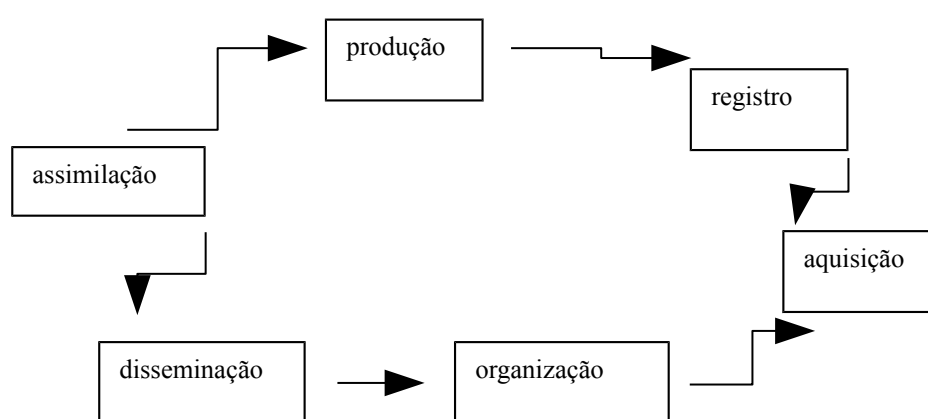 produção
registro
assimilação
aquisição
disseminação
organização